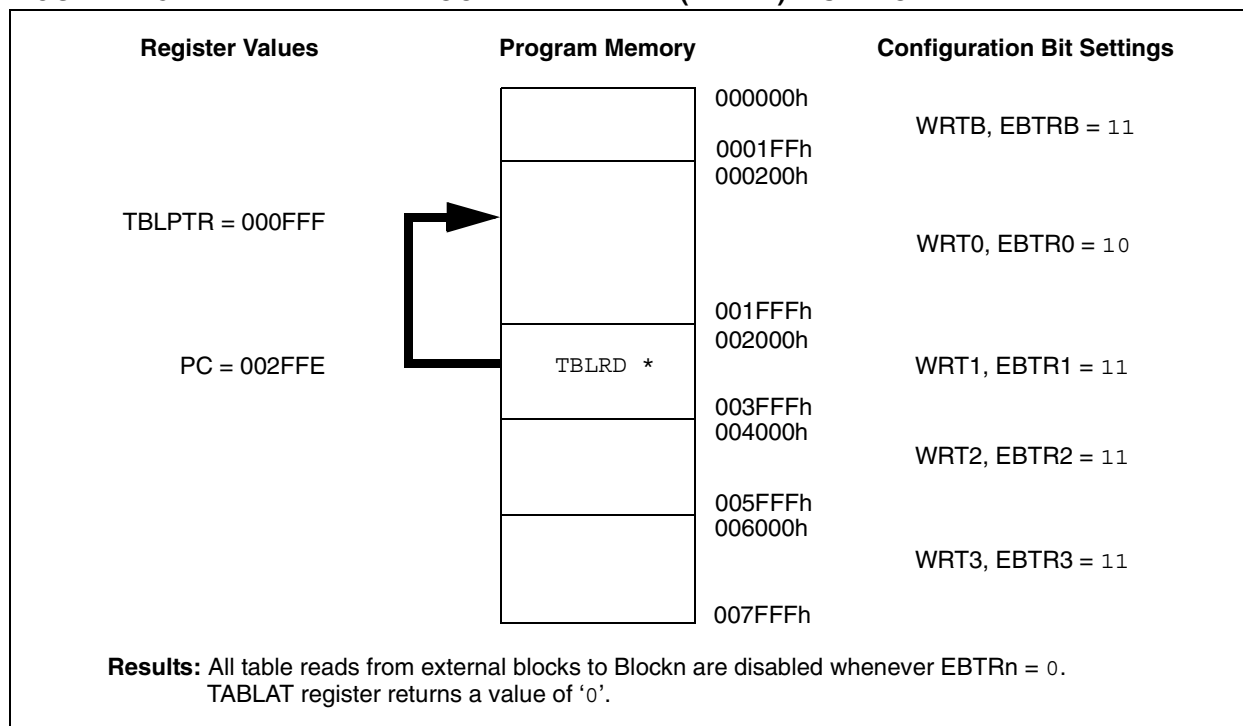 Register Values Program Memory Configuration Bit Settings
000000h
WRTB, EBTRB = 11
0001FFh
000200h
TBLPTR = 000FFF
WRT0, EBTR0 = 10
001FFFh
002000h
PC = 002FFE TBLRD * WRT1, EBTR1 = 11
003FFFh
004000h
WRT2, EBTR2 = 11
005FFFh
006000h
WRT3, EBTR3 = 11
007FFFh
Results: All table reads from external blocks to Blockn are disabled whenever EBTRn = 0.
TABLAT register returns a value of ‘0’.